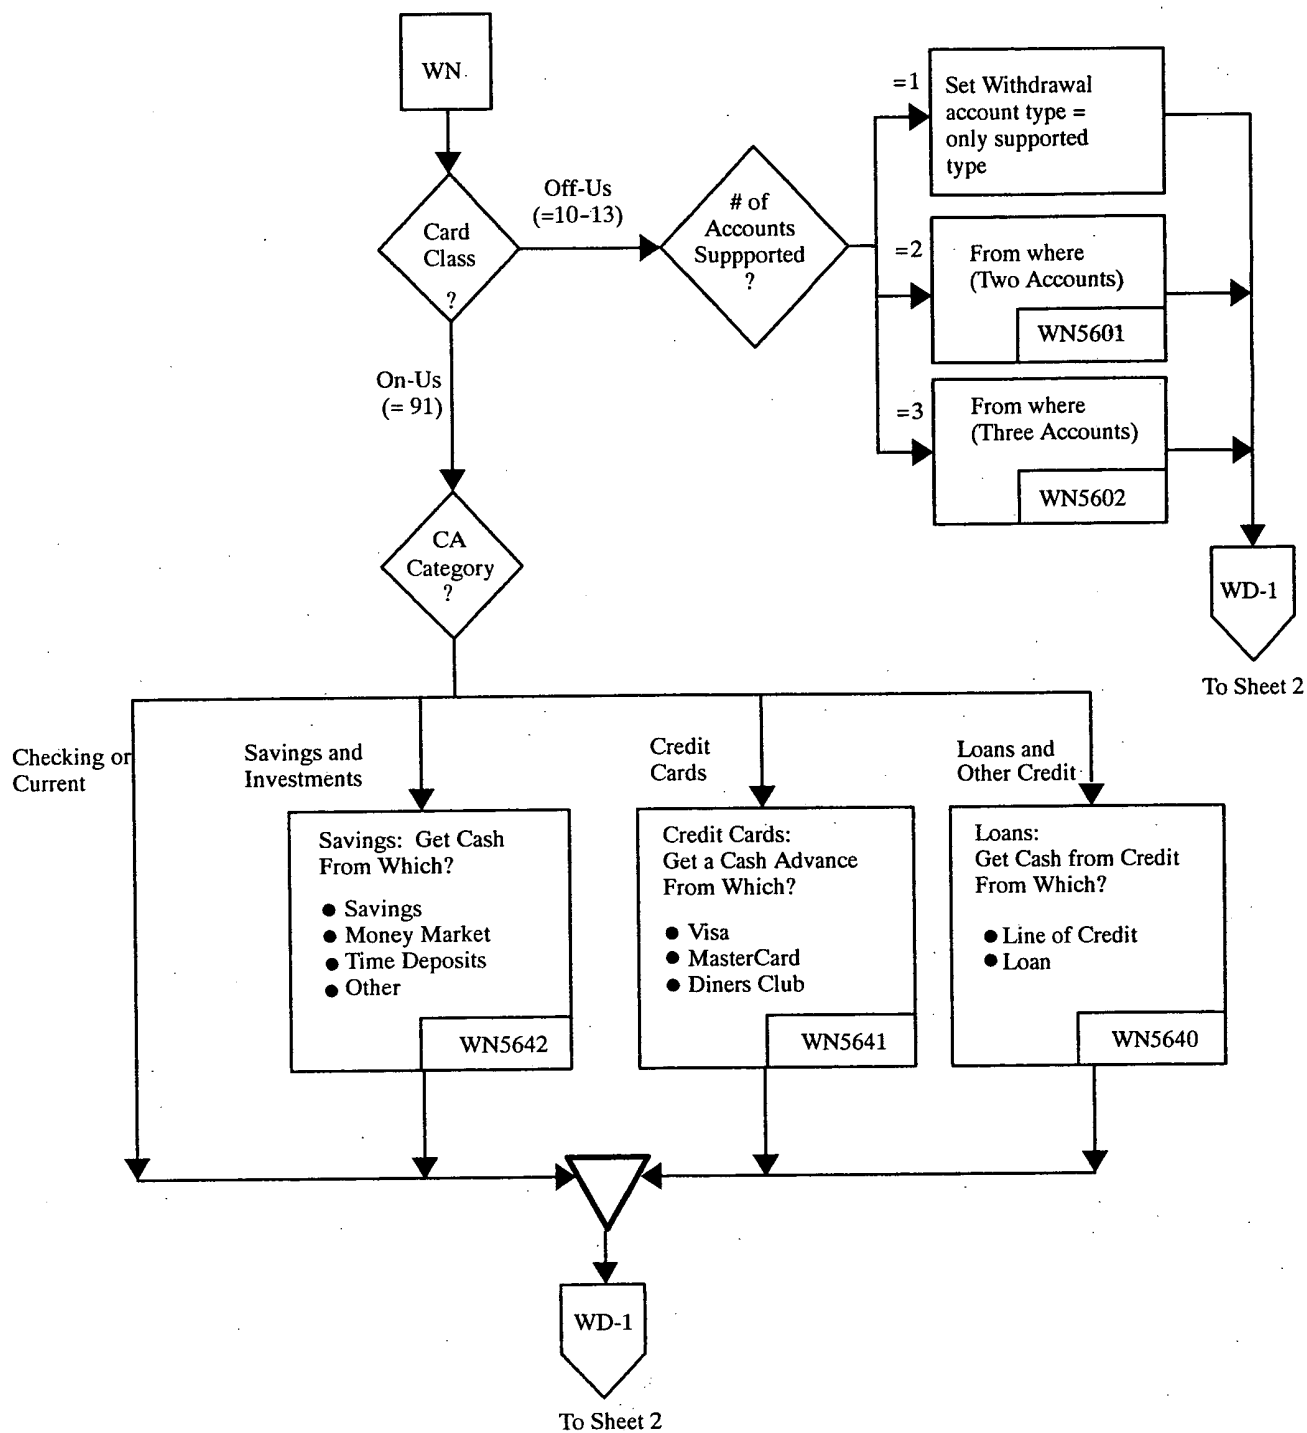 WN
Card
Class
?
Off-Us
(=10-13)
# of
Accounts
Suppported
?
=1
Set Withdrawal
account type =
only supported
type
=2
From where
(Two Accounts)
WN5601
=3
From where
(Three Accounts)
WN5602
WD-1
To Sheet 2
On-Us
(= 91)
CA
Category
?
Checking or
Current
Savings and
Investments
Credit
Cards
Loans and
Other Credit
Savings: Get Cash
From Which?
● Savings
● Money Market
● Time Deposits
● Other
WN5642
Credit Cards:
Get a Cash Advance
From Which?
● Visa
● MasterCard
● Diners Club
WN5641
Loans:
Get Cash from Credit
From Which?
● Line of Credit
● Loan
WN5640
WD-1
To Sheet 2